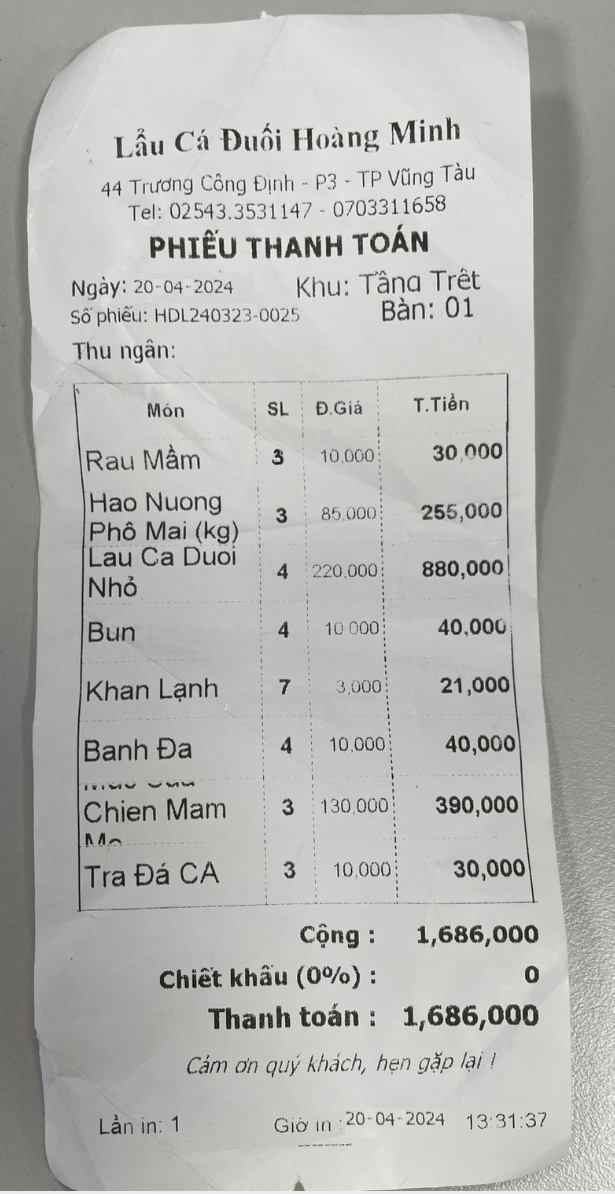 Lẩu Cá Đuối Hoàng Minh
44 Trương Công Định - P3 - TP Vũng Tàu
Tel: 02543.3531147 - 0703311658
PHIẾU THANH TOÁN
Ngày: 20-04-2024 Khu: Tầng Trệt
Số phiếu: HDL240323-0025 Bàn: 01
Thu ngân:
Món SL Đ.Giá T.Tiền
Rau Mầm 3 10,000 30,000
Hao Nuong
Phô Mai (kg) 3 85,000 255,000
Lau Ca Duoi
Nhỏ 4 220,000 880,000
Bun 4 10,000 40,000
Khan Lạnh 7 3,000 21,000
Banh Đa 4 10,000 40,000
Chien Mam 3 130,000 390,000
Tra Đá CA 3 10,000 30,000
Cộng : 1,686,000
Chiết khấu (0%) : 0
Thanh toán : 1,686,000
Cám ơn quý khách, hẹn gặp lại !
Lần in: 1 Giờ in : 20-04-2024 13:31:37